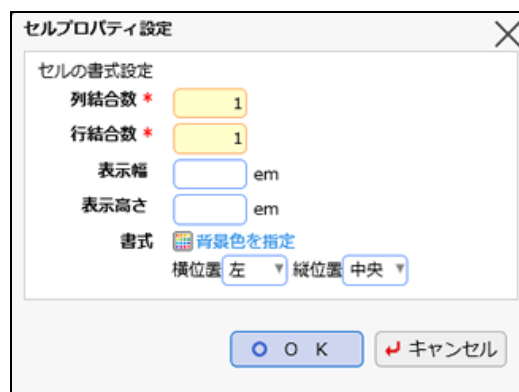 セルプロパティ設定
セルの書式設定
列結合数 * 1
行結合数 * 1
表示幅 em
表示高さ em
書式 背景色を指定
横位置 左 ▼ 縦位置 中央 ▼
O K
キャンセル